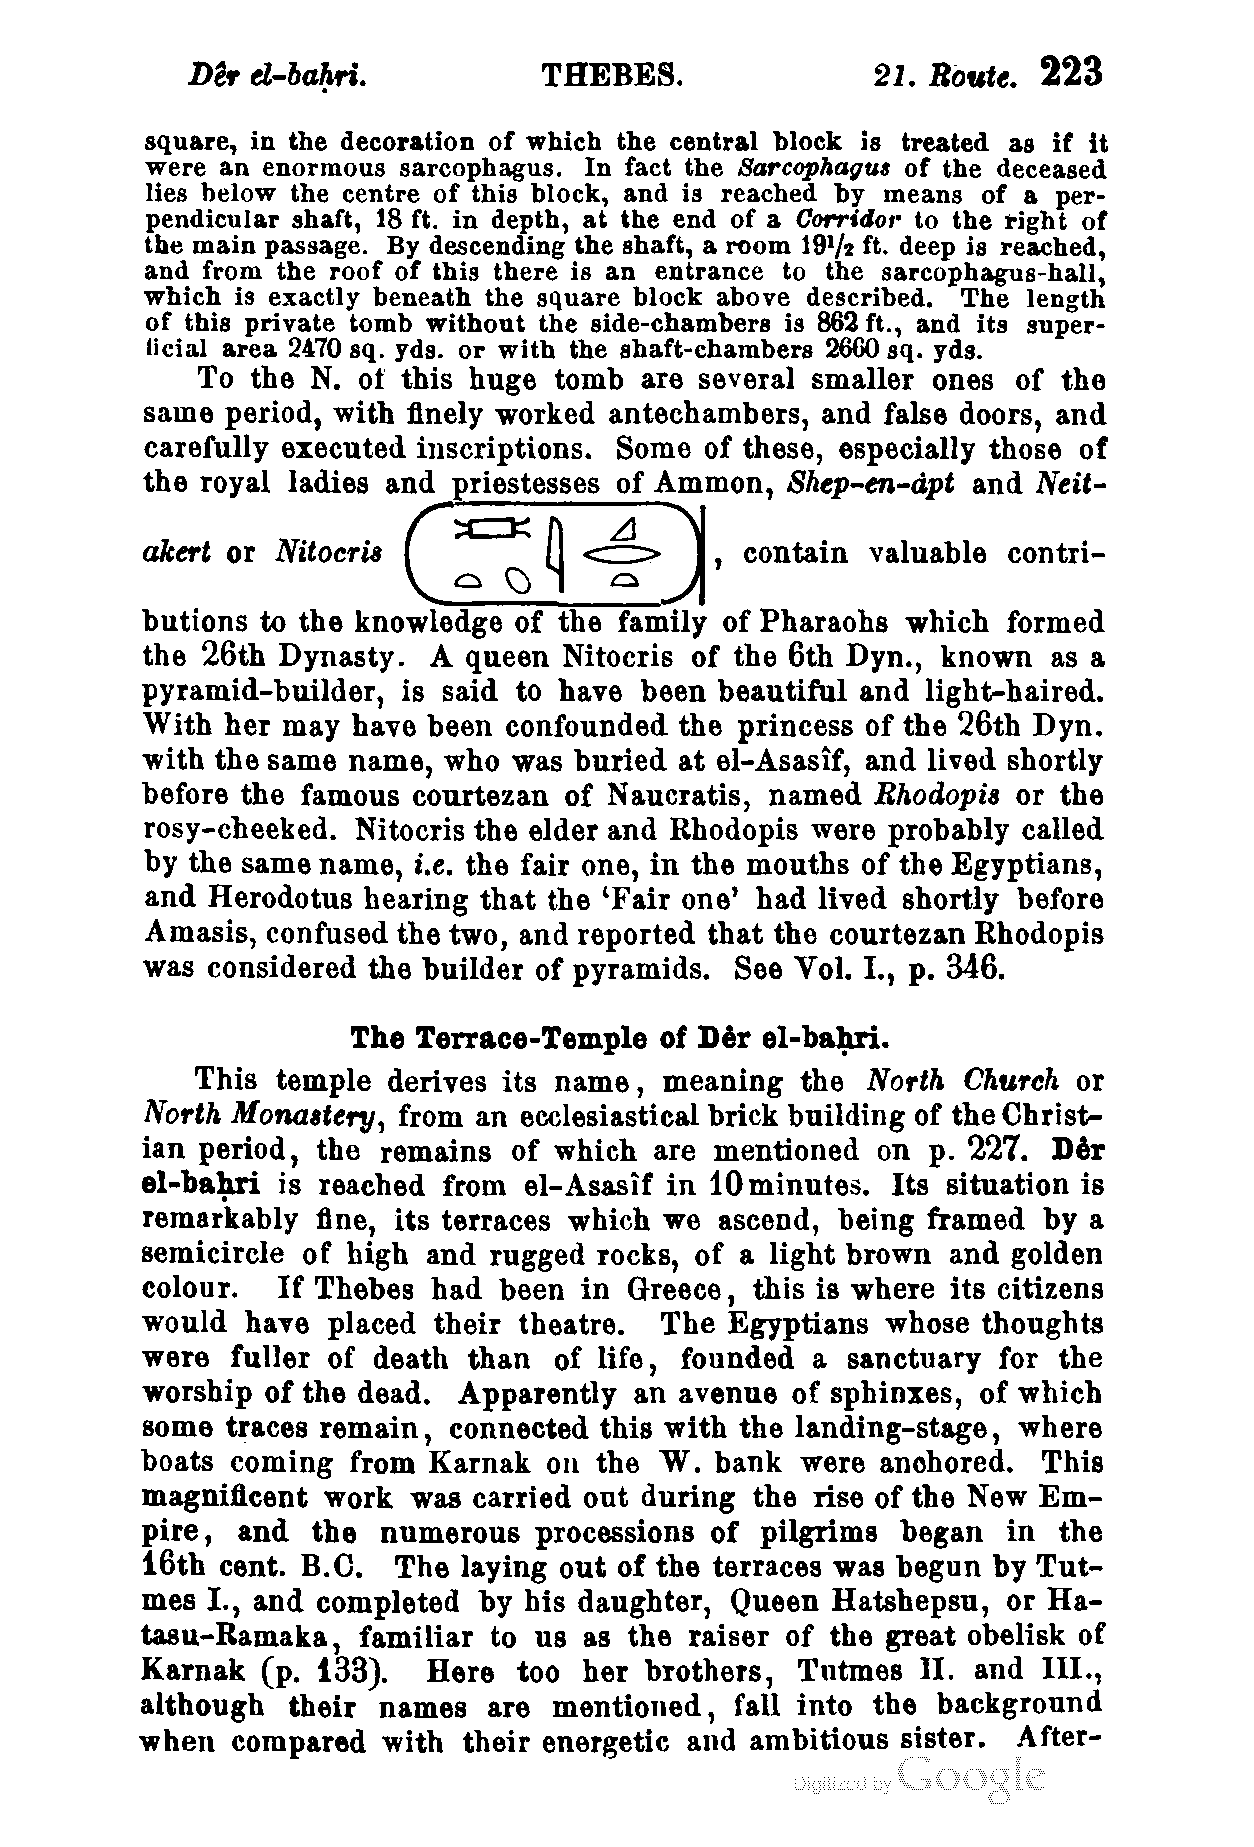 Dêr el-baḥri. THEBES. 21. Route. 223
square, in the decoration of which the central block is treated as if it
were an enormous sarcophagus. In fact the Sarcophagus of the deceased
lies below the centre of this block, and is reached by means of a per-
pendicular shaft, 18 ft. in depth, at the end of a Corridor to the right of
the main passage. By descending the shaft, a room 19¹/₂ ft. deep is reached,
and from the roof of this there is an entrance to the sarcophagus-hall,
which is exactly beneath the square block above described. The length
of this private tomb without the side-chambers is 862 ft., and its super-
ficial area 2470 sq. yds. or with the shaft-chambers 2660 sq. yds.
To the N. of this huge tomb are several smaller ones of the
same period, with finely worked antechambers, and false doors, and
carefully executed inscriptions. Some of these, especially those of
the royal ladies and priestesses of Ammon, Shep-en-åpt and Neit-
akert or Nitocris , contain valuable contri-
butions to the knowledge of the family of Pharaohs which formed
the 26th Dynasty. A queen Nitocris of the 6th Dyn., known as a
pyramid-builder, is said to have been beautiful and light-haired.
With her may have been confounded the princess of the 26th Dyn.
with the same name, who was buried at el-Asasîf, and lived shortly
before the famous courtezan of Naucratis, named Rhodopis or the
rosy-cheeked. Nitocris the elder and Rhodopis were probably called
by the same name, i.e. the fair one, in the mouths of the Egyptians,
and Herodotus hearing that the ‘Fair one’ had lived shortly before
Amasis, confused the two, and reported that the courtezan Rhodopis
was considered the builder of pyramids. See Vol. I., p. 346.
The Terrace-Temple of Dêr el-baḥri.
This temple derives its name, meaning the North Church or
North Monastery, from an ecclesiastical brick building of the Christ-
ian period, the remains of which are mentioned on p. 227. Dêr
el-baḥri is reached from el-Asasîf in 10 minutes. Its situation is
remarkably fine, its terraces which we ascend, being framed by a
semicircle of high and rugged rocks, of a light brown and golden
colour. If Thebes had been in Greece, this is where its citizens
would have placed their theatre. The Egyptians whose thoughts
were fuller of death than of life, founded a sanctuary for the
worship of the dead. Apparently an avenue of sphinxes, of which
some traces remain, connected this with the landing-stage, where
boats coming from Karnak on the W. bank were anchored. This
magnificent work was carried out during the rise of the New Em-
pire, and the numerous processions of pilgrims began in the
16th cent. B.C. The laying out of the terraces was begun by Tut-
mes I., and completed by his daughter, Queen Hatshepsu, or Ha-
tasu-Ramaka, familiar to us as the raiser of the great obelisk of
Karnak (p. 133). Here too her brothers, Tutmes II. and III.,
although their names are mentioned, fall into the background
when compared with their energetic and ambitious sister. After-
Digitized by Google